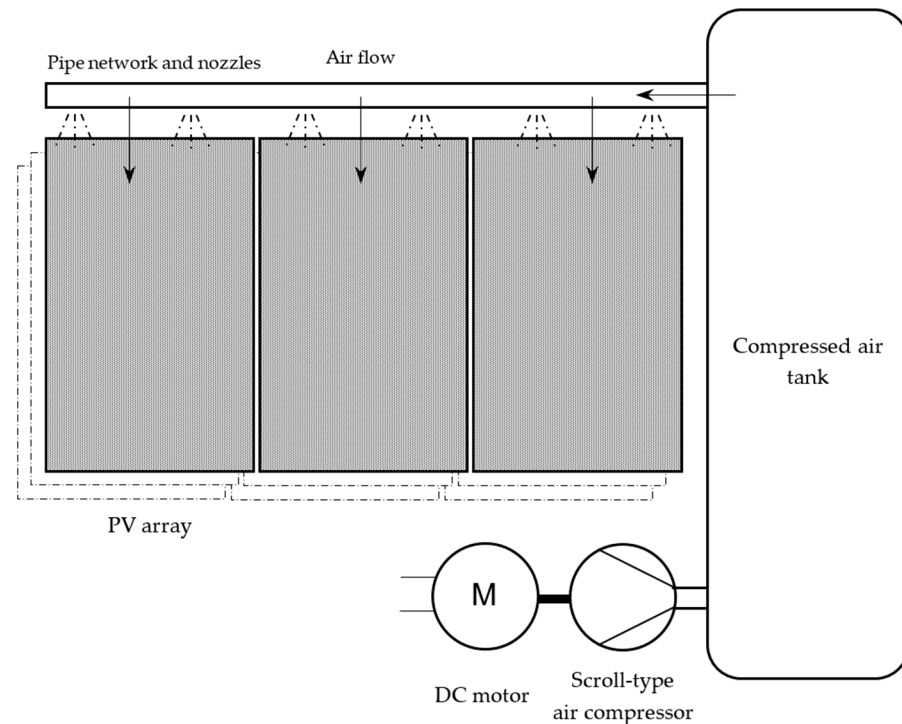 Pipe network and nozzles
Air flow
Compressed air
tank
PV array
M
DC motor
Scroll-type
air compressor